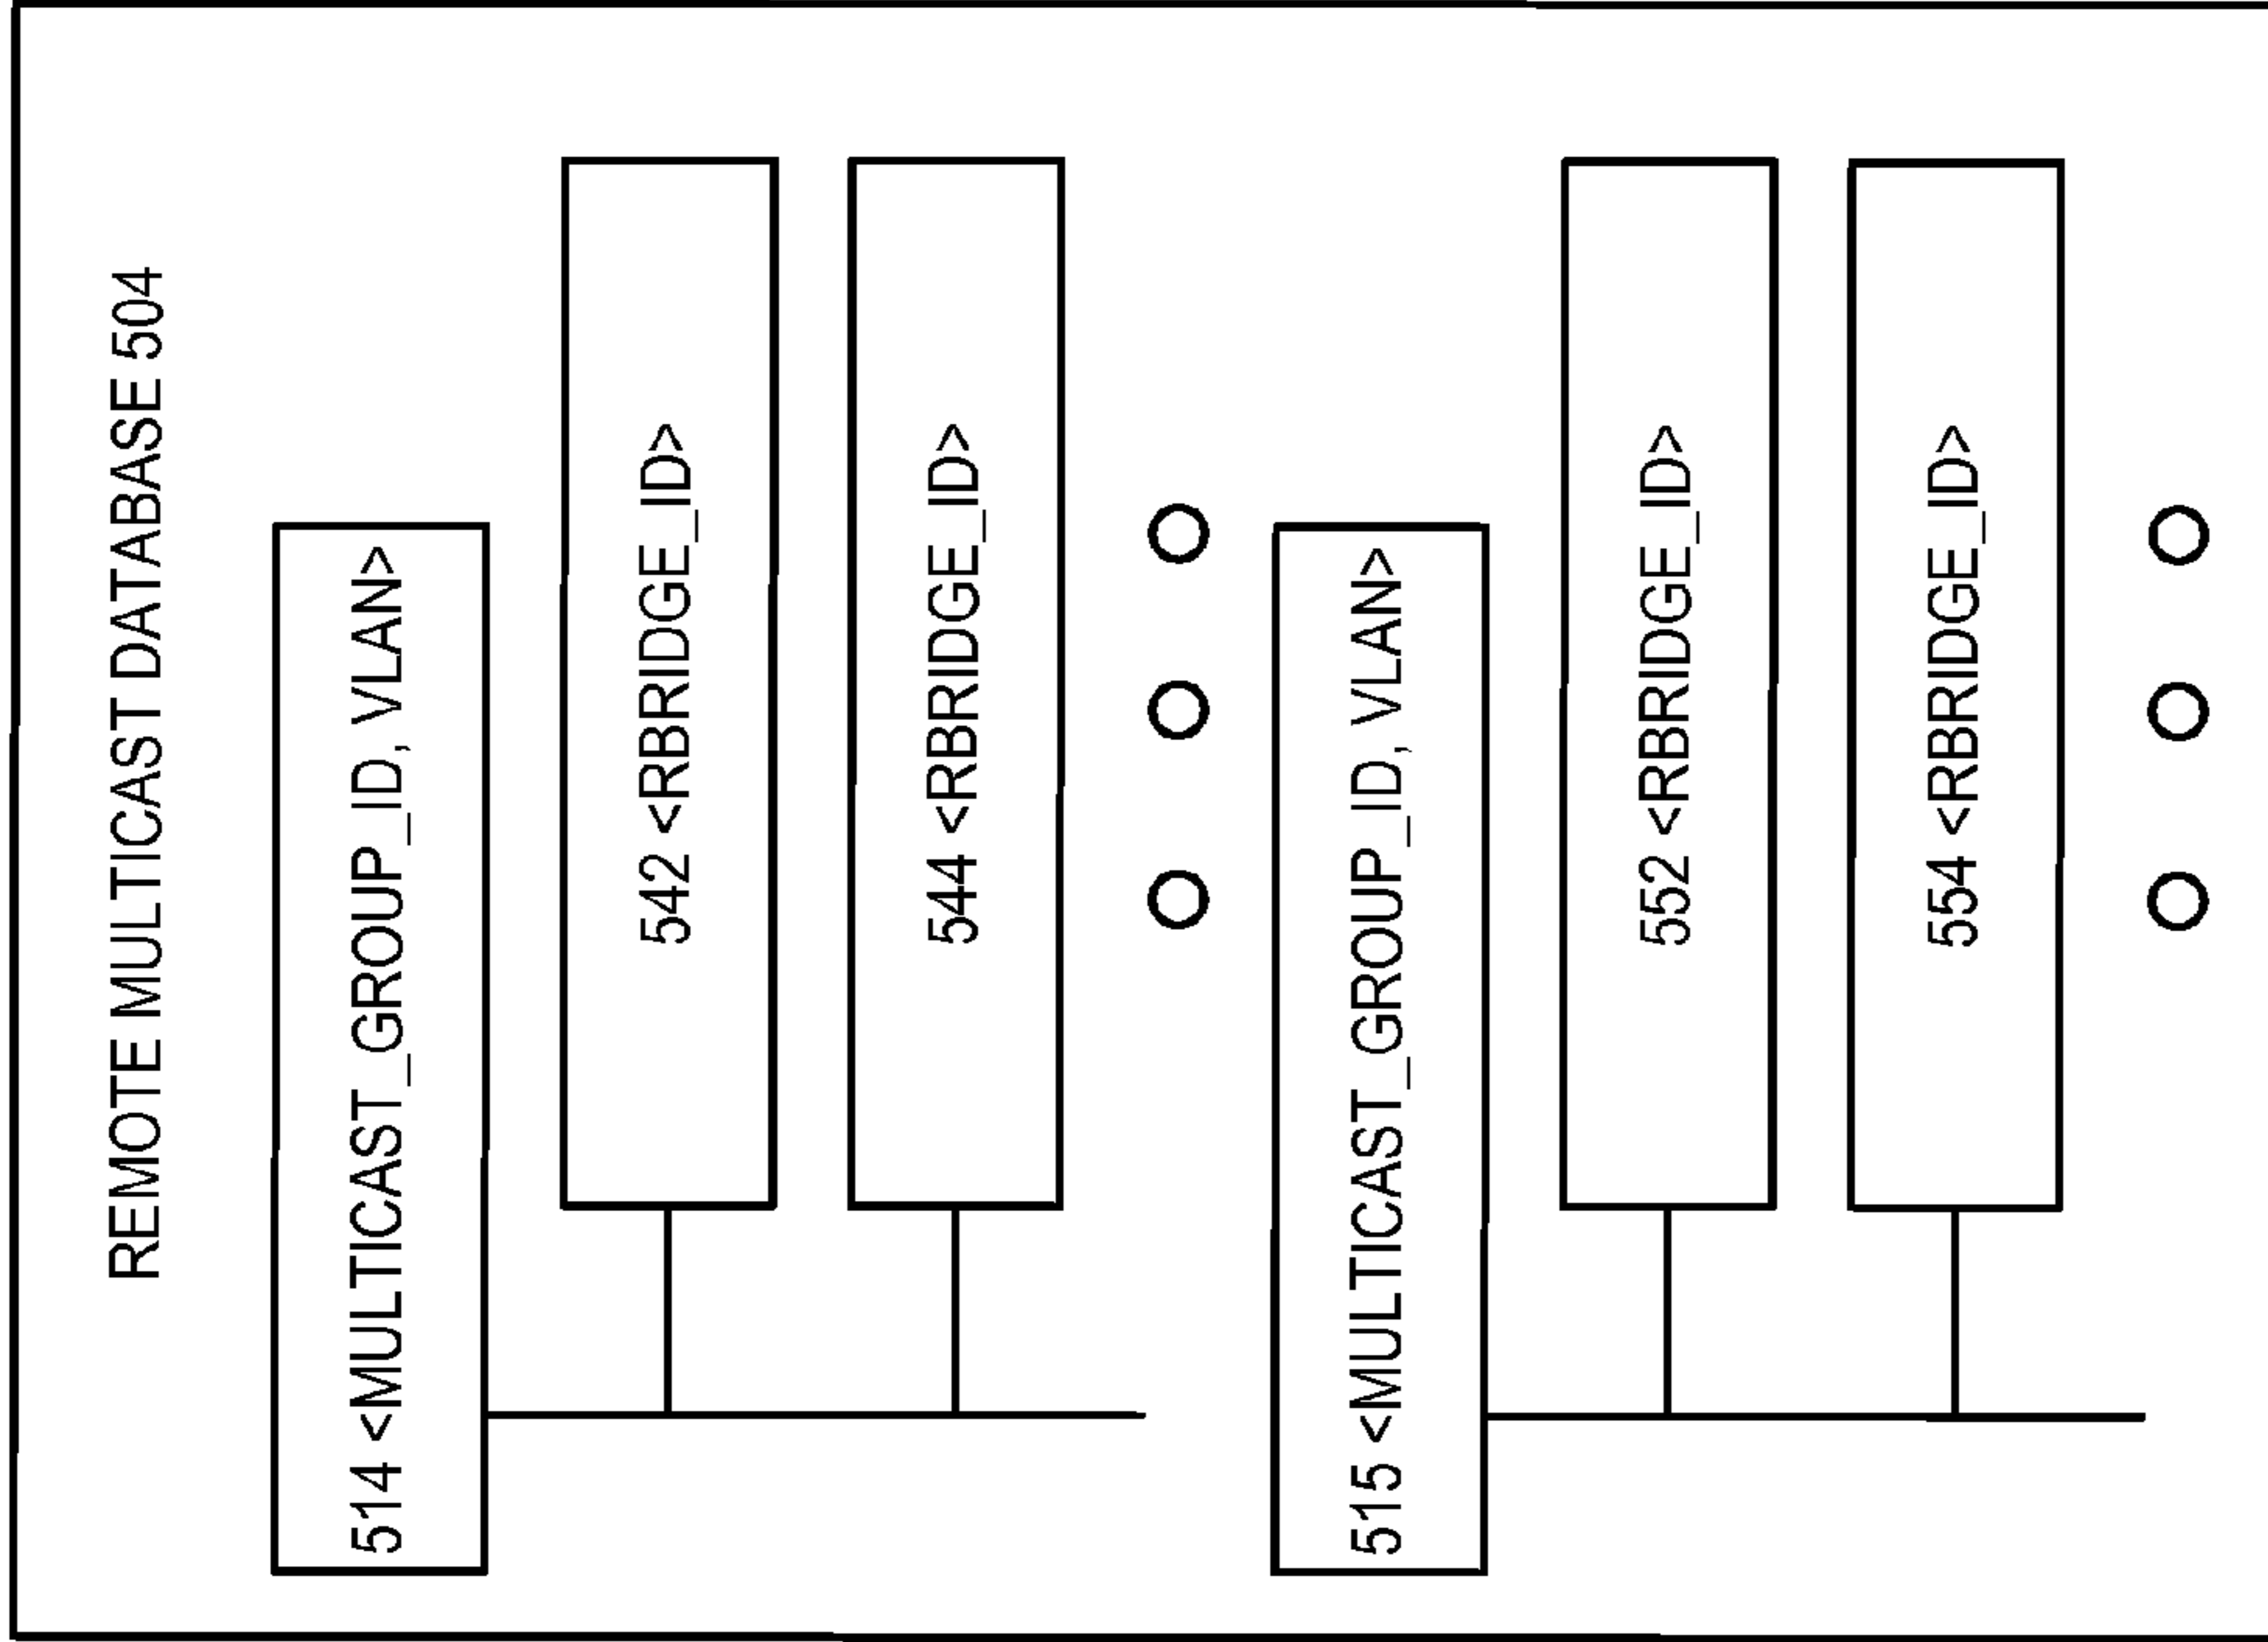 REMOTE MULTICAST DATABASE 504
514 <MULTICAST_GROUP_ID, VLAN>
542 <RBRIDGE_ID>
544 <RBRIDGE_ID>
515 <MULTICAST_GROUP_ID, VLAN>
552 <RBRIDGE_ID>
554 <RBRIDGE_ID>